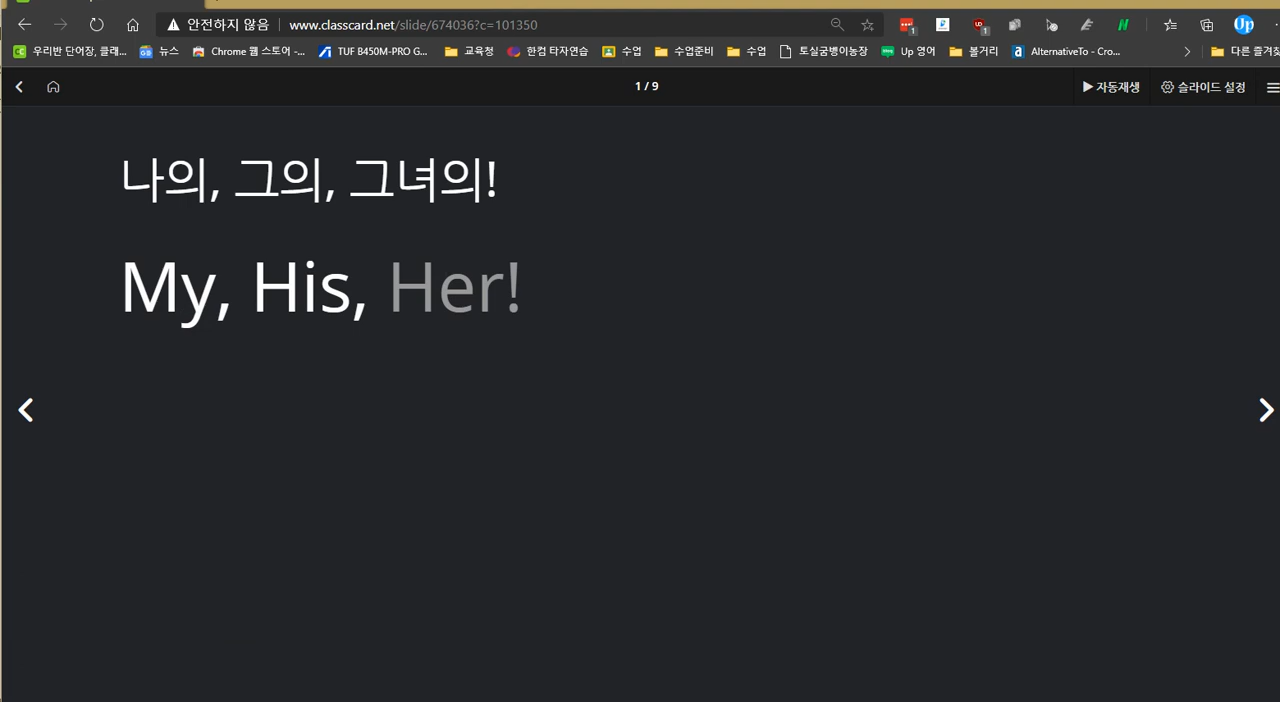 안전하지 않음 www.classcard.net/slide/674036?c=101350
1 1
우리반 단어장, 클래... 뉴스 Chrome 웹 스토어 -... TUF B450M-PRO G... 교육청 한컴 타자연습 수업 수업준비 수업 토실굼벵이농장 Up 영어 볼거리 AlternativeTo - Cro... 다른 즐겨찾
1 / 9 자동재생 슬라이드 설정
나의, 그의, 그녀의!
My, His, Her!